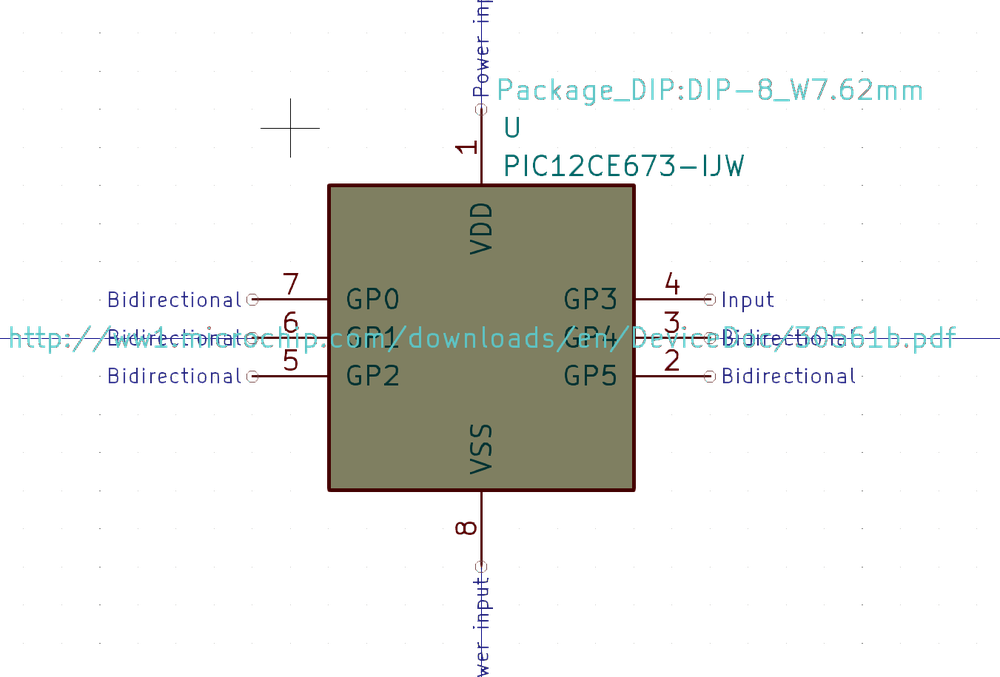 Power inp
Package_DIP:DIP-8_W7.62mm
U
1
PIC12CE673-IJW
VDD
Bidirectional 7 GP0 GP3 4 Input
Bidirectional 6 GP1 GP4 3 Bidirectional
http://ww1.microchip.com/downloads/en/DeviceDoc/30561b.pdf
Bidirectional 5 GP2 GP5 2 Bidirectional
VSS
8
wer input